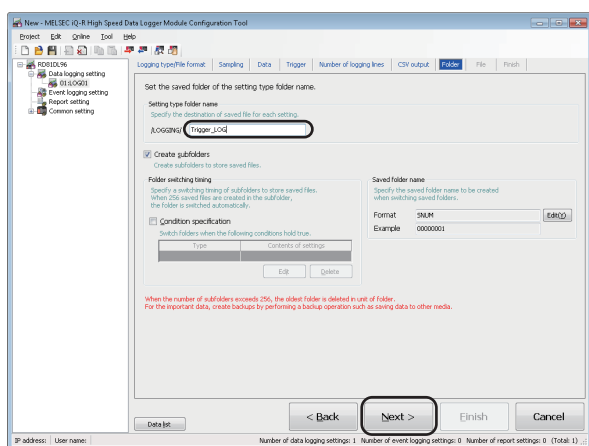 New - MELSEC iQ-R High Speed Data Logger Module Configuration Tool
Project Edit Online Tool Help
RD81DL96
Data logging setting
01:LOG01
Event logging setting
Report setting
Common setting
Logging type/File format Sampling Data Trigger Number of logging lines CSV output Folder File Finish
Set the saved folder of the setting type folder name.
Setting type folder name
Specify the destination of saved file for each setting.
/LOGGING/ Trigger_LOG
Create subfolders
Create subfolders to store saved files.
Folder switching timing
Specify a switching timing of subfolders to store saved files.
When 256 saved files are created in the subfolder,
the folder is switched automatically.
Condition specification
Switch folders when the following conditions hold true.
Type Contents of settings
Edit Delete
Saved folder name
Specify the saved folder name to be created
when switching saved folders.
Format SNUM Edit(Y)
Example 00000001
When the number of subfolders exceeds 256, the oldest folder is deleted in unit of folder.
For the important data, create backups by performing a backup operation such as saving data to other media.
Data list < Back Next > Finish Cancel
IP address: User name: Number of data logging settings: 1 Number of event logging settings: 0 Number of report settings: 0 (Total: 1)